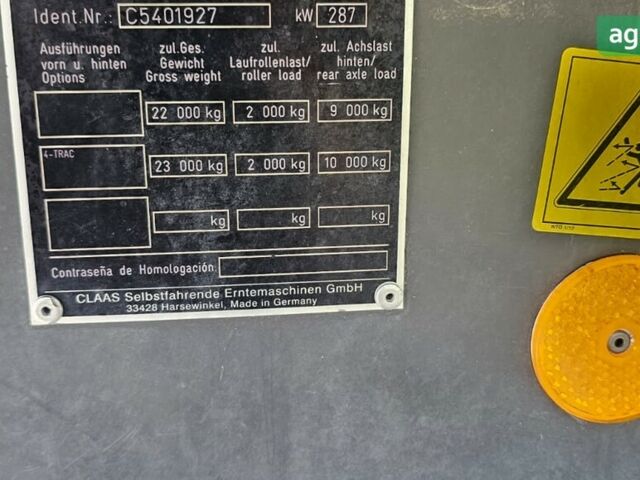 Ident.Nr.: C5401927 kW 287
Ausführungen zul.Ges. zul. zul. Achslast
vorn u. hinten Gewicht Laufrollenlast/ hinten/
Options Gross weight roller load rear axle load
22 000 kg 2 000 kg 9 000 kg
4-TRAC
23 000 kg 2 000 kg 10 000 kg
kg kg kg
Contraseña de Homologación:
CLAAS Selbstfahrende Erntemaschinen GmbH
33428 Harsewinkel, Made in Germany
ag